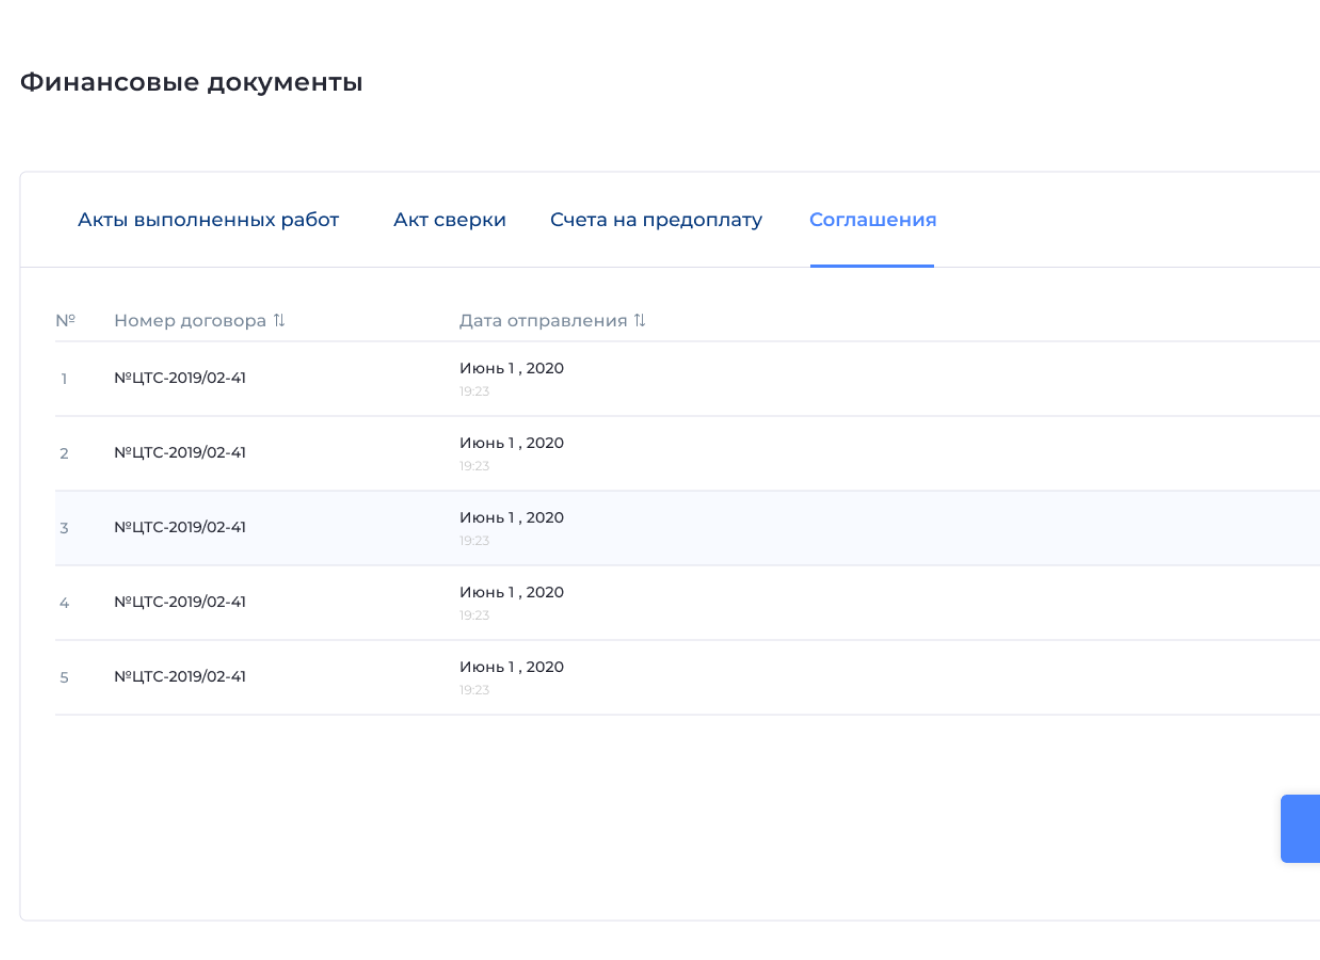 Финансовые документы
Акты выполненных работ Акт сверки Счета на предоплату Соглашения
№ Номер договора ⇅ Дата отправления ⇅
1 №ЦТС-2019/02-41 Июнь 1 , 2020
19:23
2 №ЦТС-2019/02-41 Июнь 1 , 2020
19:23
3 №ЦТС-2019/02-41 Июнь 1 , 2020
19:23
4 №ЦТС-2019/02-41 Июнь 1 , 2020
19:23
5 №ЦТС-2019/02-41 Июнь 1 , 2020
19:23